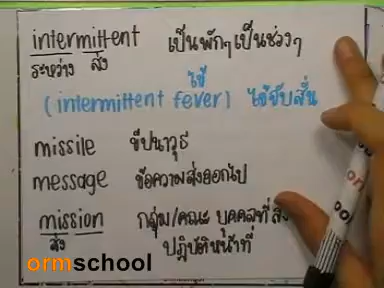 intermittent เป็นพักๆ เป็นช่วงๆ
ระหว่าง ส่ง
ไข้
(intermittent fever) ไข้จับสั่น
missile ขีปนาวุธ
message ข้อความส่งออกไป
mission กลุ่ม/คณะ บุคคลที่ส่ง
ส่ง ปฏิบัติหน้าที่
ormschool